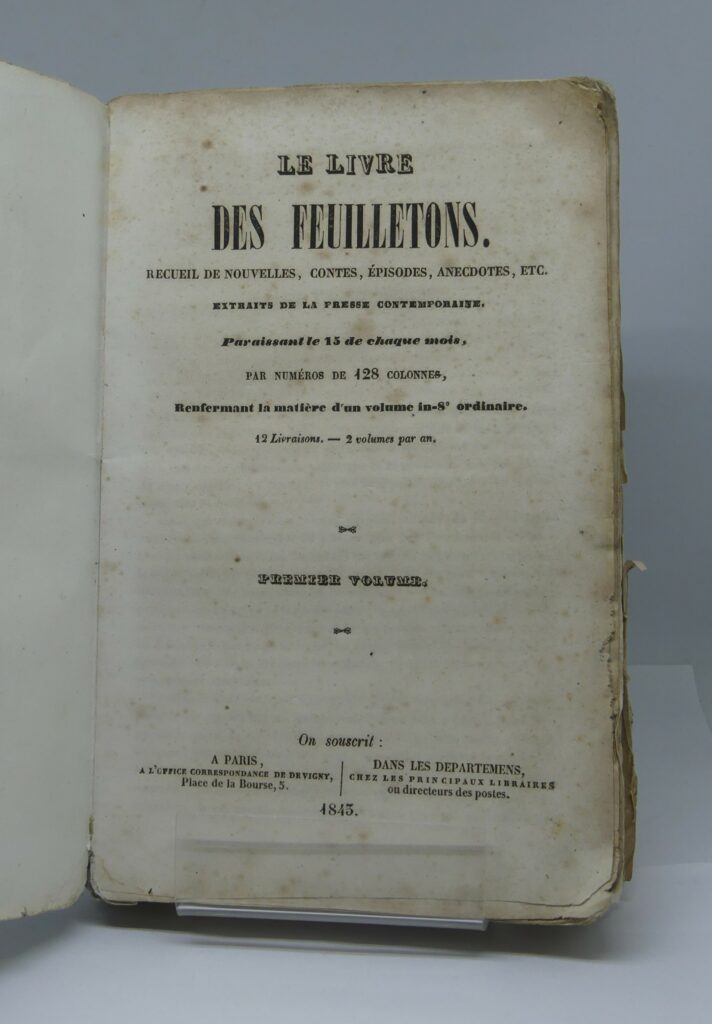 LE LIVRE
DES FEUILLETONS.
RECUEIL DE NOUVELLES, CONTES, ÉPISODES, ANECDOTES, ETC.
EXTRAITS DE LA PRESSE CONTEMPORAINE.
Paraissant le 15 de chaque mois,
PAR NUMÉROS DE 128 COLONNES,
Renfermant la matière d'un volume in-8° ordinaire.
12 Livraisons. — 2 volumes par an.
PREMIER VOLUME.
On souscrit :
A PARIS,
A L'OFFICE CORRESPONDANCE DE DEVIGNY,
Place de la Bourse, 5.
DANS LES DEPARTEMENS,
CHEZ LES PRINCIPAUX LIBRAIRES
ou directeurs des postes.
1843.